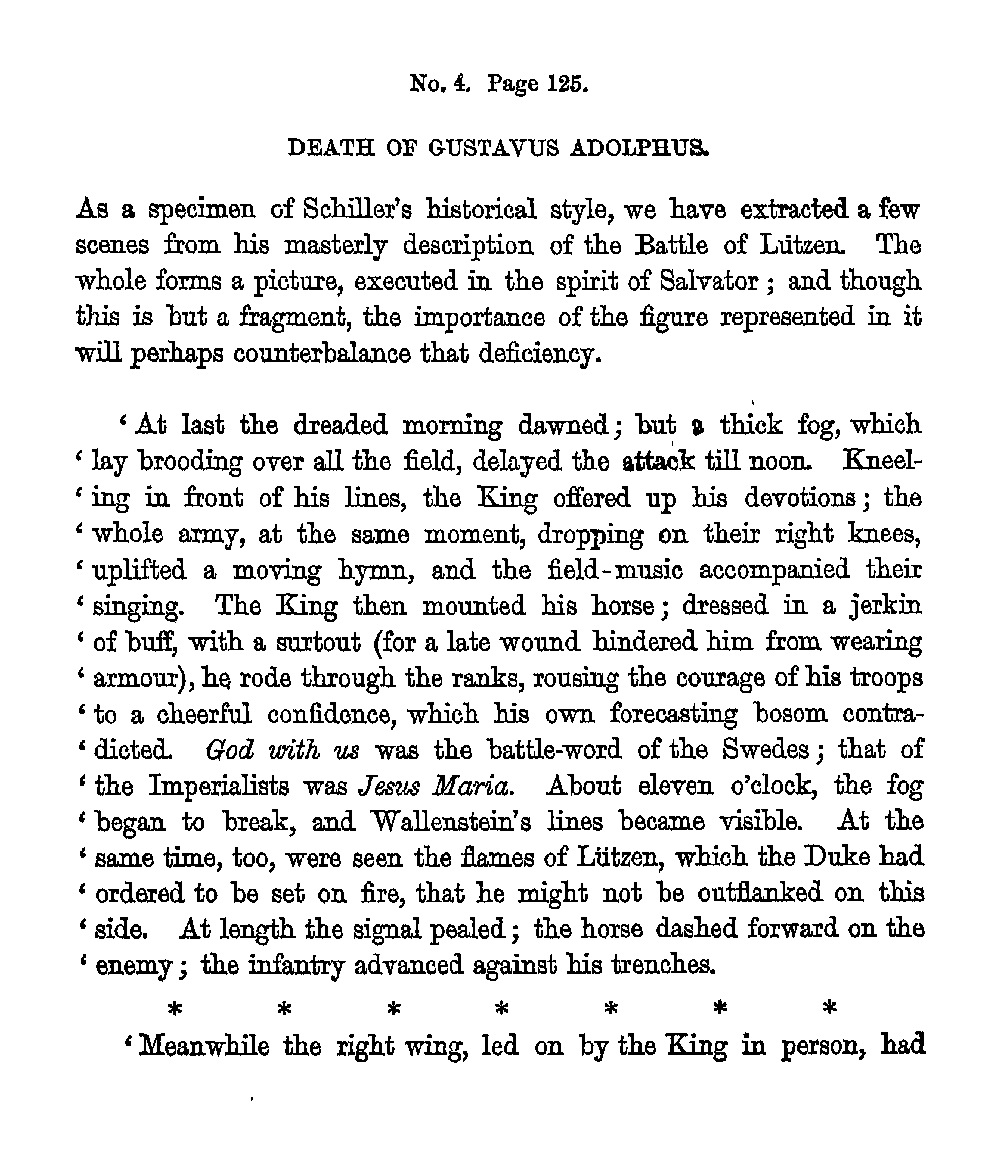 No. 4. Page 125.
DEATH OF GUSTAVUS ADOLPHUS.
As a specimen of Schiller's historical style, we have extracted a few
scenes from his masterly description of the Battle of Lützen. The
whole forms a picture, executed in the spirit of Salvator; and though
this is but a fragment, the importance of the figure represented in it
will perhaps counterbalance that deficiency.
‘ At last the dreaded morning dawned; but a thick fog, which
‘ lay brooding over all the field, delayed the attack till noon. Kneel-
‘ ing in front of his lines, the King offered up his devotions; the
‘ whole army, at the same moment, dropping on their right knees,
‘ uplifted a moving hymn, and the field-music accompanied their
‘ singing. The King then mounted his horse; dressed in a jerkin
‘ of buff, with a surtout (for a late wound hindered him from wearing
‘ armour), he rode through the ranks, rousing the courage of his troops
‘ to a cheerful confidence, which his own forecasting bosom contra-
‘ dicted. God with us was the battle-word of the Swedes; that of
‘ the Imperialists was Jesus Maria. About eleven o'clock, the fog
‘ began to break, and Wallenstein's lines became visible. At the
‘ same time, too, were seen the flames of Lützen, which the Duke had
‘ ordered to be set on fire, that he might not be outflanked on this
‘ side. At length the signal pealed; the horse dashed forward on the
‘ enemy; the infantry advanced against his trenches.
* * * * * * *
‘ Meanwhile the right wing, led on by the King in person, had